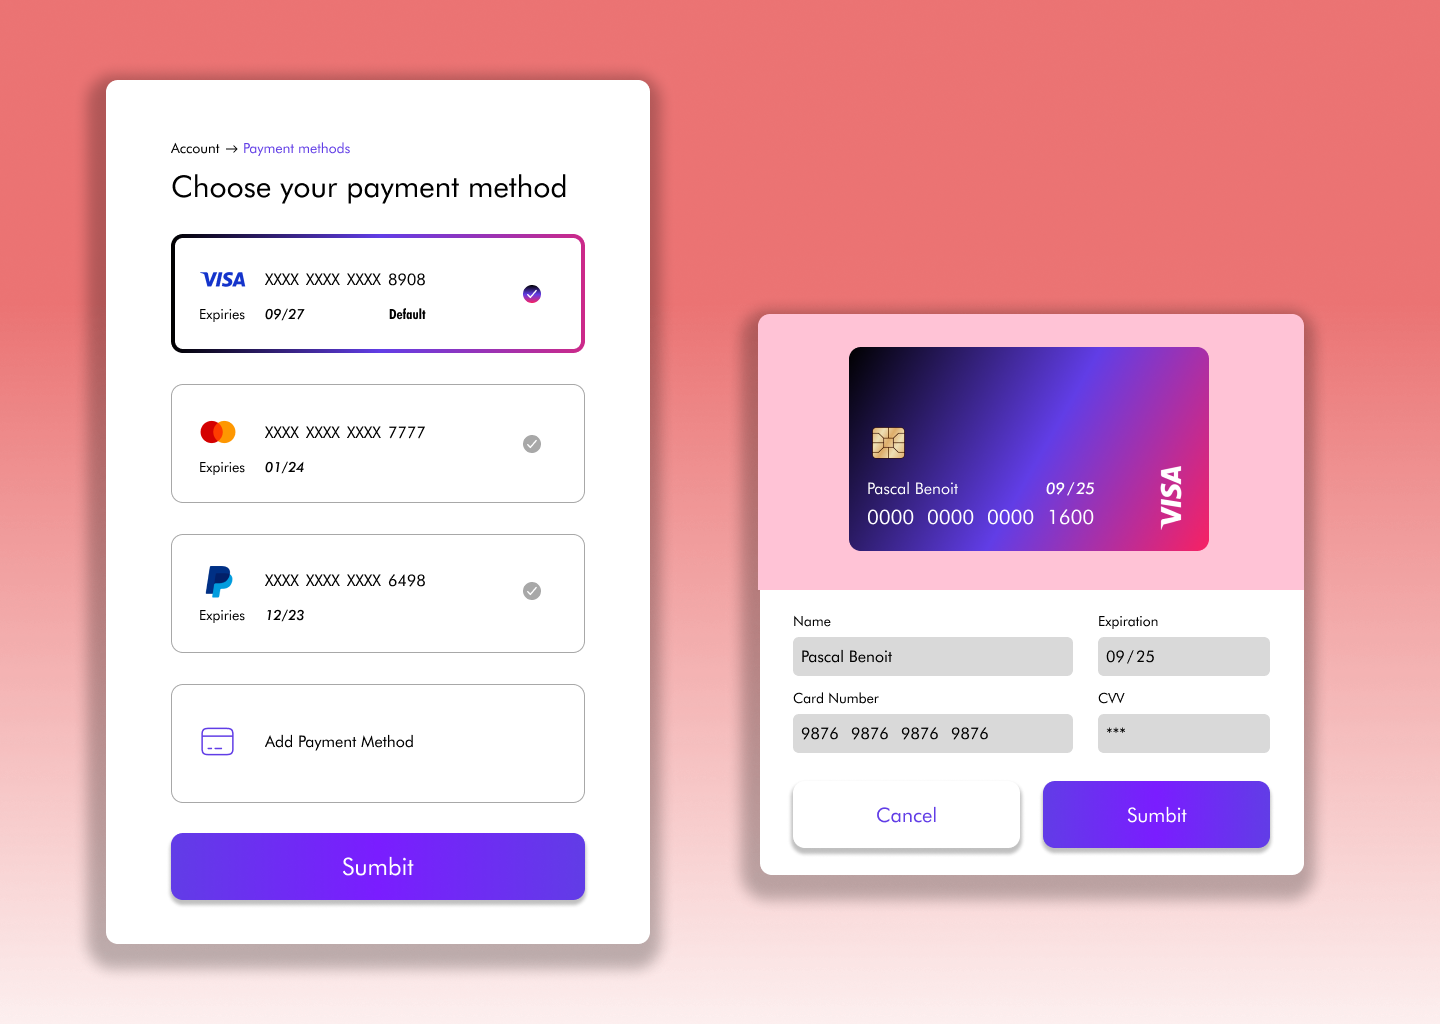 Account → Payment methods
Choose your payment method
VISA XXXX XXXX XXXX 8908
Expiries 09/27 Default
XXXX XXXX XXXX 7777
Expiries 01/24
XXXX XXXX XXXX 6498
Expiries 12/23
Add Payment Method
Sumbit
Pascal Benoit 09/25
0000 0000 0000 1600
VISA
Name Expiration
Pascal Benoit 09/25
Card Number CVV
9876 9876 9876 9876 ***
Cancel Sumbit